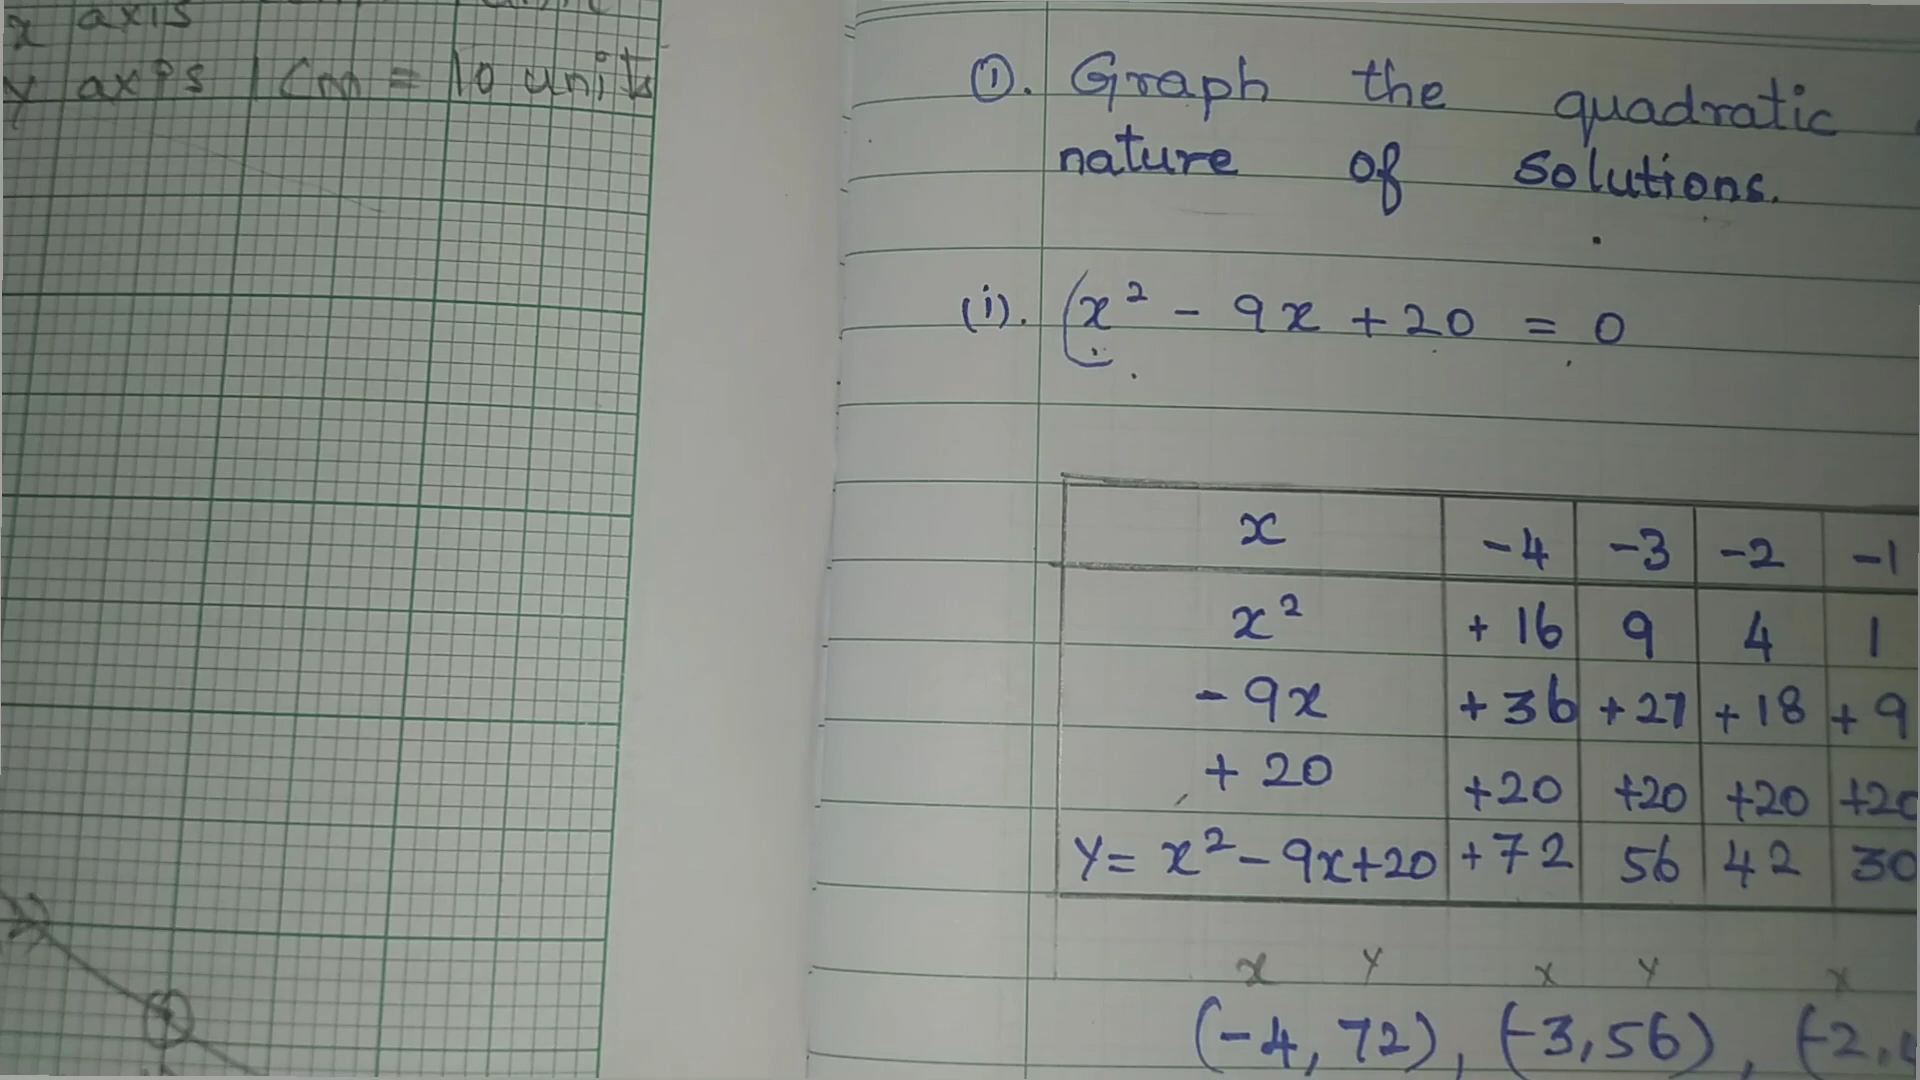 x axis
y axis 1 cm = 10 units
①. Graph the quadratic
nature of solutions.
(i). x² - 9x + 20 = 0
x -4 -3 -2 -1
x² +16 9 4 1
-9x +36 +27 +18 +9
+20 +20 +20 +20 +20
Y= x²-9x+20 +72 56 42 30
x y x y x
(-4, 72), (-3, 56), (-2,